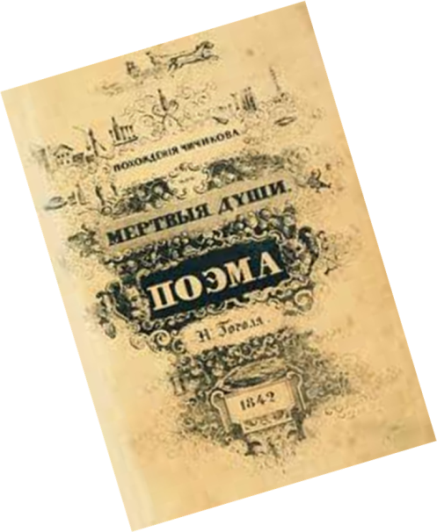 ПОХОЖДЕНІЯ ЧИЧИКОВА
МЕРТВЫЯ ДУШИ.
ПОЭМА
Н. Гоголя.
1842